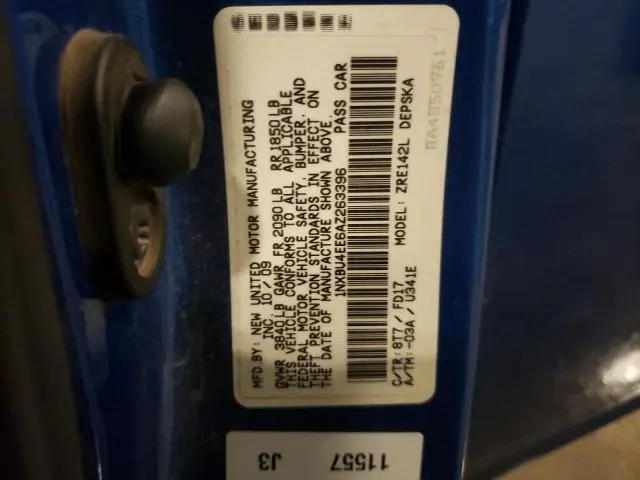 MFD.BY: NEW UNITED MOTOR MANUFACTURING
INC. 10/09
GVWR 3840LB GAWR FR 2090LB RR 1850LB
THIS VEHICLE CONFORMS TO ALL APPLICABLE
FEDERAL MOTOR VEHICLE SAFETY, BUMPER, AND
THEFT PREVENTION STANDARDS IN EFFECT ON
THE DATE OF MANUFACTURE SHOWN ABOVE.
1NXBU4EE6AZ263396 PASS CAR
C/TR: 8T7 / FD17 MODEL: ZRE142L DEPSKA
A/TM: -03A / U341E
11557
J3